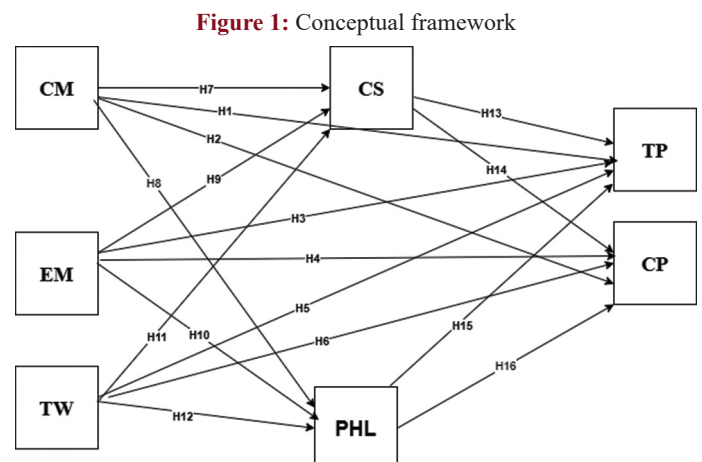 Figure 1: Conceptual framework
CM
CS
H7
H1
H13
H2
TP
H14
H8
H9
H3
EM
H4
CP
H5
H15
H11
H10
H6
H16
TW
H12
PHL